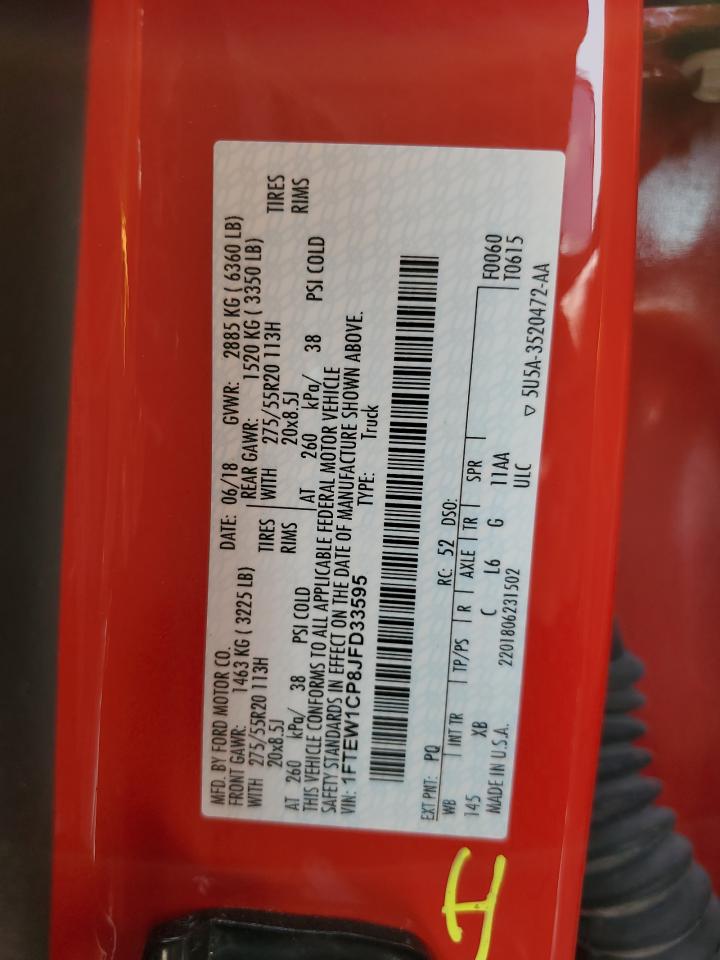 MFD. BY FORD MOTOR CO. DATE: 06/18 GVWR: 2885 KG ( 6360 LB)
FRONT GAWR: 1463 KG ( 3225 LB) REAR GAWR: 1520 KG ( 3350 LB)
WITH 275/55R20 113H TIRES WITH 275/55R20 113H TIRES
20x8.5J RIMS 20x8.5J RIMS
AT 260 kPa/ 38 PSI COLD AT 260 kPa/ 38 PSI COLD
THIS VEHICLE CONFORMS TO ALL APPLICABLE FEDERAL MOTOR VEHICLE
SAFETY STANDARDS IN EFFECT ON THE DATE OF MANUFACTURE SHOWN ABOVE.
VIN: 1FTEW1CP8JFD33595 TYPE: Truck
EXT PNT: PQ RC: 52 DSO:
WB INT TR TP/PS R AXLE TR SPR F0060
145 XB C L6 G 11AA T0615
MADE IN U.S.A. 2201806231502 ULC
▽ 5U5A-3520472-AA